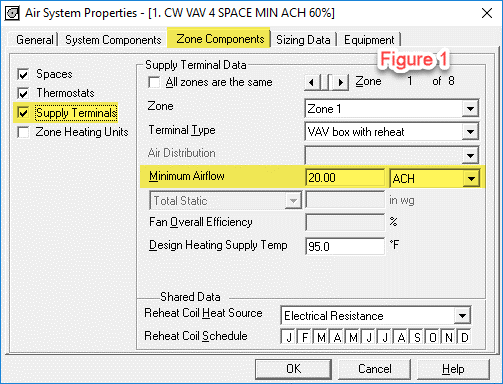 Air System Properties - [1. CW VAV 4 SPACE MIN ACH 60%]
General
System Components
Zone Components
Sizing Data
Equipment
Figure 1
Spaces
Thermostats
Supply Terminals
Zone Heating Units
Supply Terminal Data
All zones are the same
Zone 1 of 8
Zone Zone 1
Terminal Type VAV box with reheat
Air Distribution
Minimum Airflow 20.00 ACH
Total Static in wg
Fan Overall Efficiency %
Design Heating Supply Temp 95.0 °F
Shared Data
Reheat Coil Heat Source Electrical Resistance
Reheat Coil Schedule J F M A M J J A S O N D
OK Cancel Help